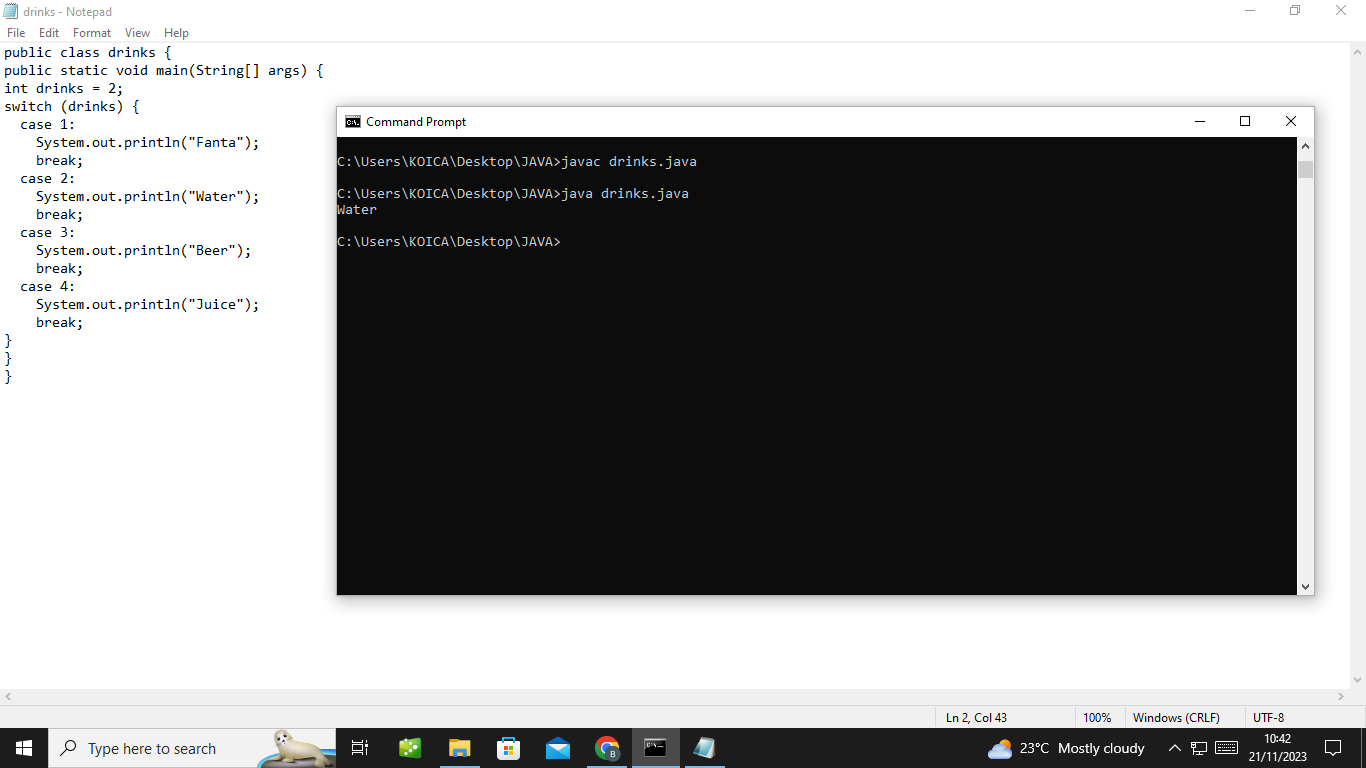 drinks - Notepad
File Edit Format View Help
public class drinks {
public static void main(String[] args) {
int drinks = 2;
switch (drinks) {
  case 1:
    System.out.println("Fanta");
    break;
  case 2:
    System.out.println("Water");
    break;
  case 3:
    System.out.println("Beer");
    break;
  case 4:
    System.out.println("Juice");
    break;
}
}
}
Command Prompt
C:\Users\KOICA\Desktop\JAVA>javac drinks.java
C:\Users\KOICA\Desktop\JAVA>java drinks.java
Water
C:\Users\KOICA\Desktop\JAVA>
Ln 2, Col 43 100% Windows (CRLF) UTF-8
Type here to search
23°C Mostly cloudy
10:42
21/11/2023